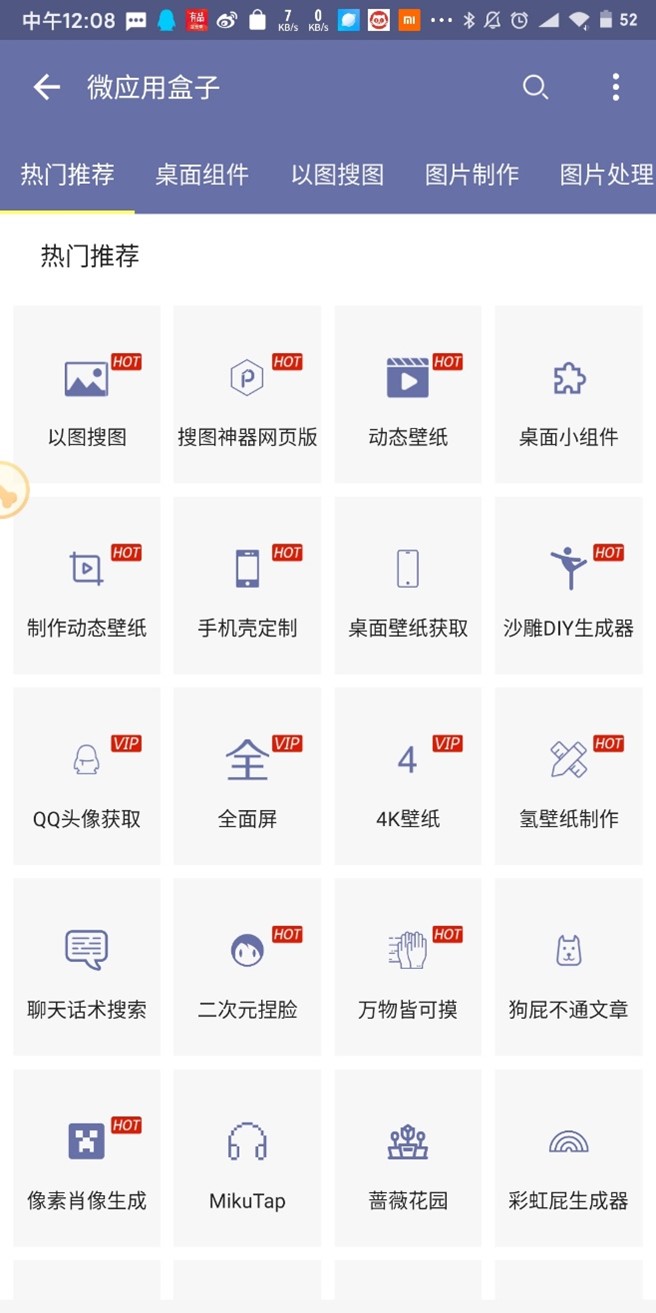 中午12:08
7
KB/s
0
KB/s
52
微应用盒子
热门推荐
桌面组件
以图搜图
图片制作
图片处理
热门推荐
HOT
以图搜图
HOT
搜图神器网页版
HOT
动态壁纸
桌面小组件
HOT
制作动态壁纸
HOT
手机壳定制
桌面壁纸获取
HOT
沙雕DIY生成器
VIP
QQ头像获取
全
VIP
全面屏
4
VIP
4K壁纸
HOT
氢壁纸制作
聊天话术搜索
HOT
二次元捏脸
HOT
万物皆可摸
狗屁不通文章
HOT
像素肖像生成
MikuTap
蔷薇花园
彩虹屁生成器